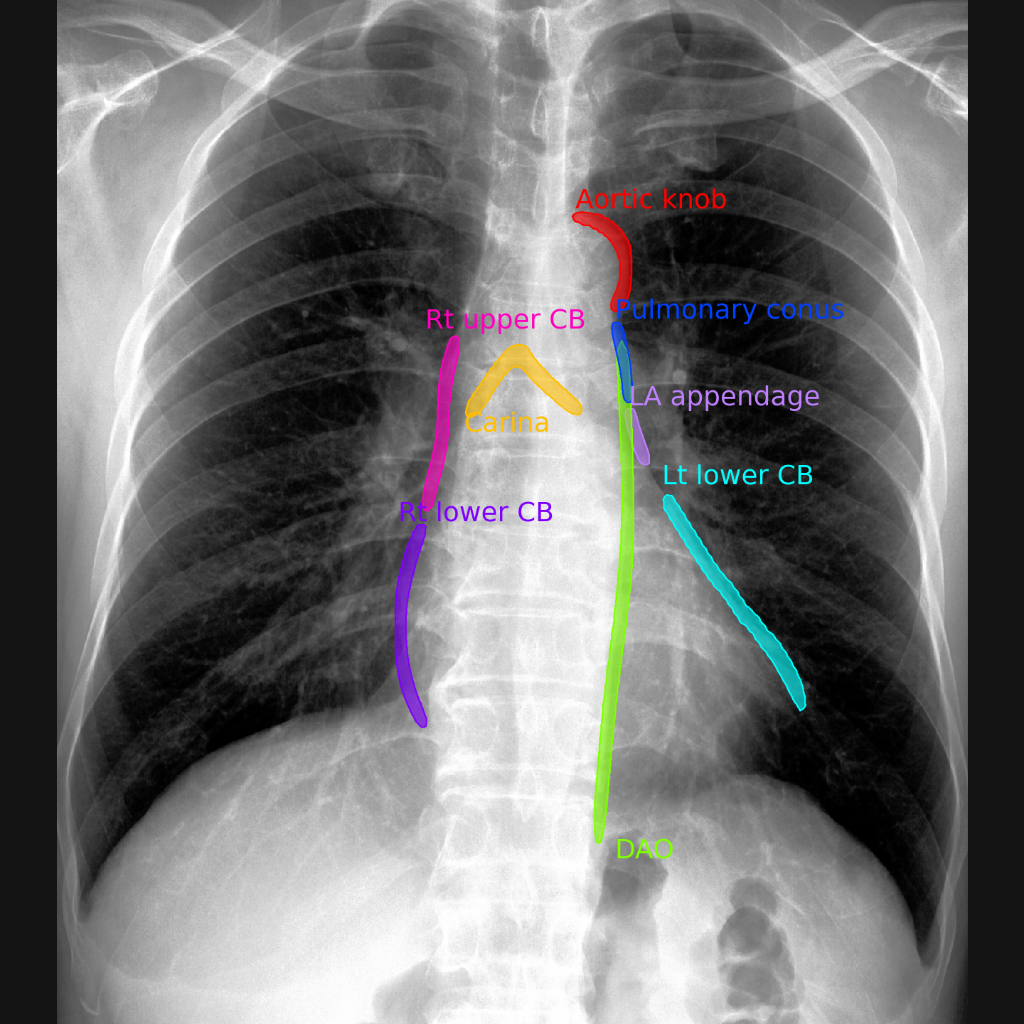 Aortic knob
Pulmonary conus
Rt upper CB
LA appendage
Carina
Lt lower CB
Rt lower CB
DAO